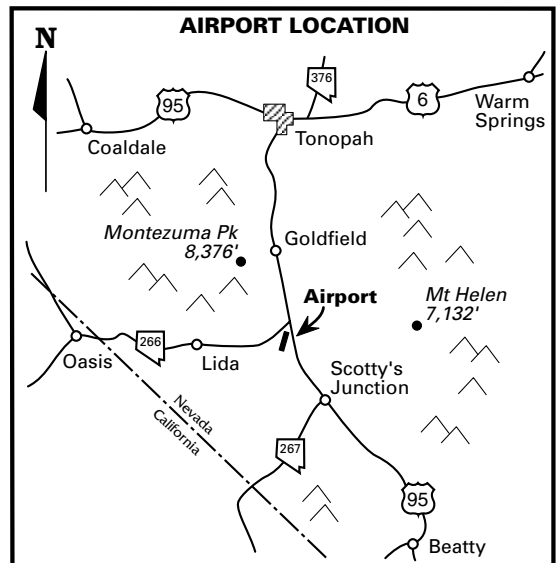 AIRPORT LOCATION
N
376
95
6
Warm
Springs
Coaldale
Tonopah
Montezuma Pk
8,376'
Goldfield
Airport
Mt Helen
7,132'
266
Oasis
Lida
Scotty's
Junction
Nevada
California
267
95
Beatty